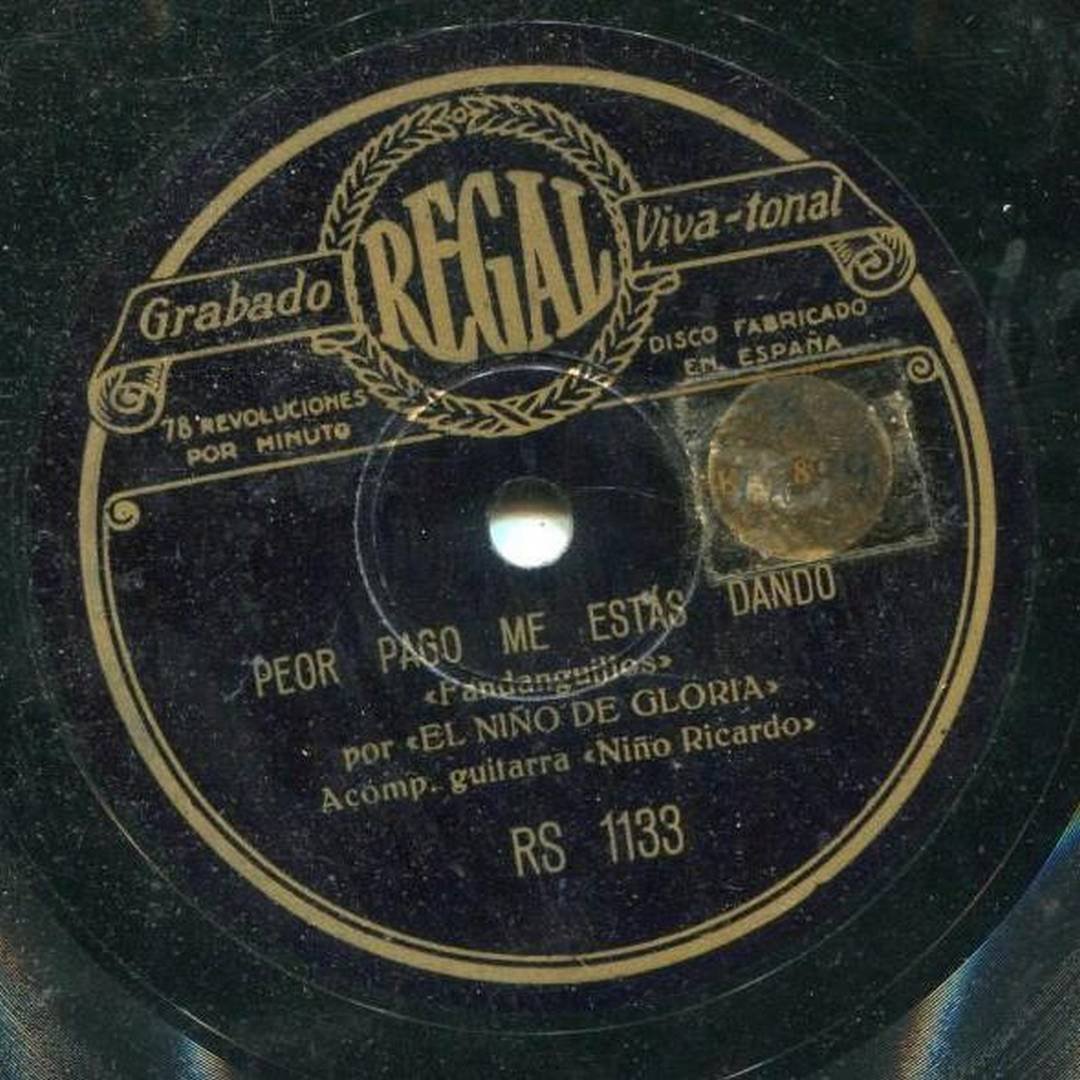 REGAL
Grabado Viva-tonal
78 REVOLUCIONES
POR MINUTO
DISCO FABRICADO
EN ESPAÑA
PEOR PAGO ME ESTÁS DANDO
«Fandanguillos»
por «EL NIÑO DE GLORIA»
Acomp. guitarra «Niño Ricardo»
RS 1133